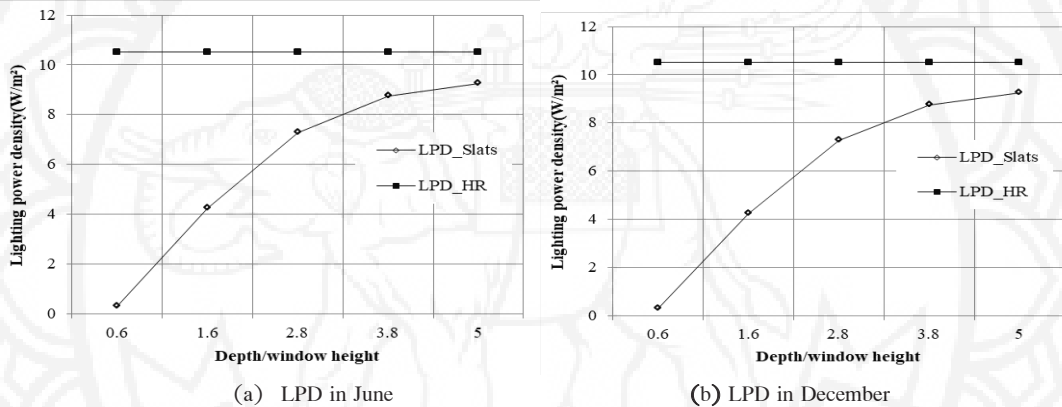 Lighting power density(W/m²)
12
10
8
6
4
2
0
0.6 1.6 2.8 3.8 5
Depth/window height
LPD_Slats
LPD_HR
(a) LPD in June
Lighting power density(W/m²)
12
10
8
6
4
2
0
0.6 1.6 2.8 3.8 5
Depth/window height
LPD_Slats
LPD_HR
(b) LPD in December